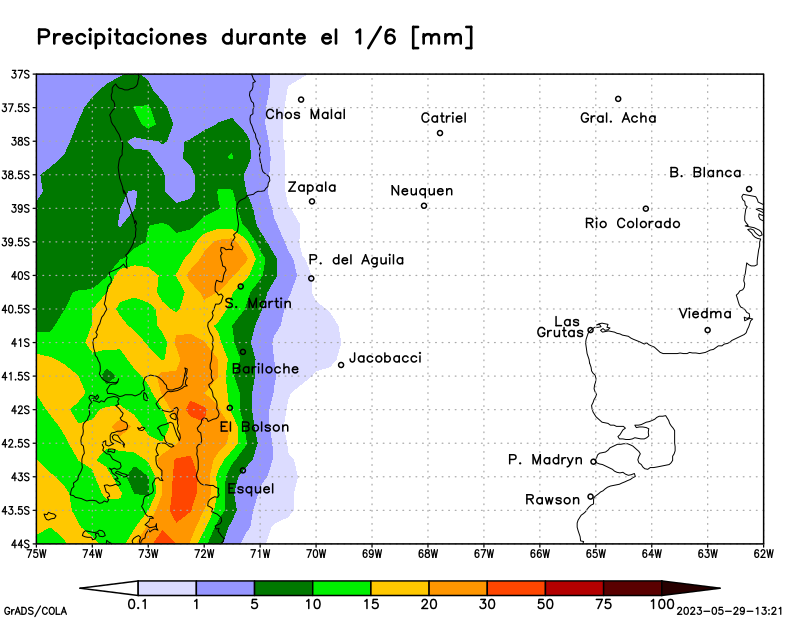 Precipitaciones durante el 1/6 [mm]
37S
37.5S
38S
38.5S
39S
39.5S
40S
40.5S
41S
41.5S
42S
42.5S
43S
43.5S
44S
Chos Malal
Catriel
Gral. Acha
B. Blanca
Zapala
Neuquen
Rio Colorado
P. del Aguila
S. Martin
Viedma
Las
Grutas
Jacobacci
Bariloche
El Bolson
P. Madryn
Esquel
Rawson
75W 74W 73W 72W 71W 70W 69W 68W 67W 66W 65W 64W 63W 62W
0.1 1 5 10 15 20 30 50 75 100
GrADS/COLA
2023-05-29-13:21